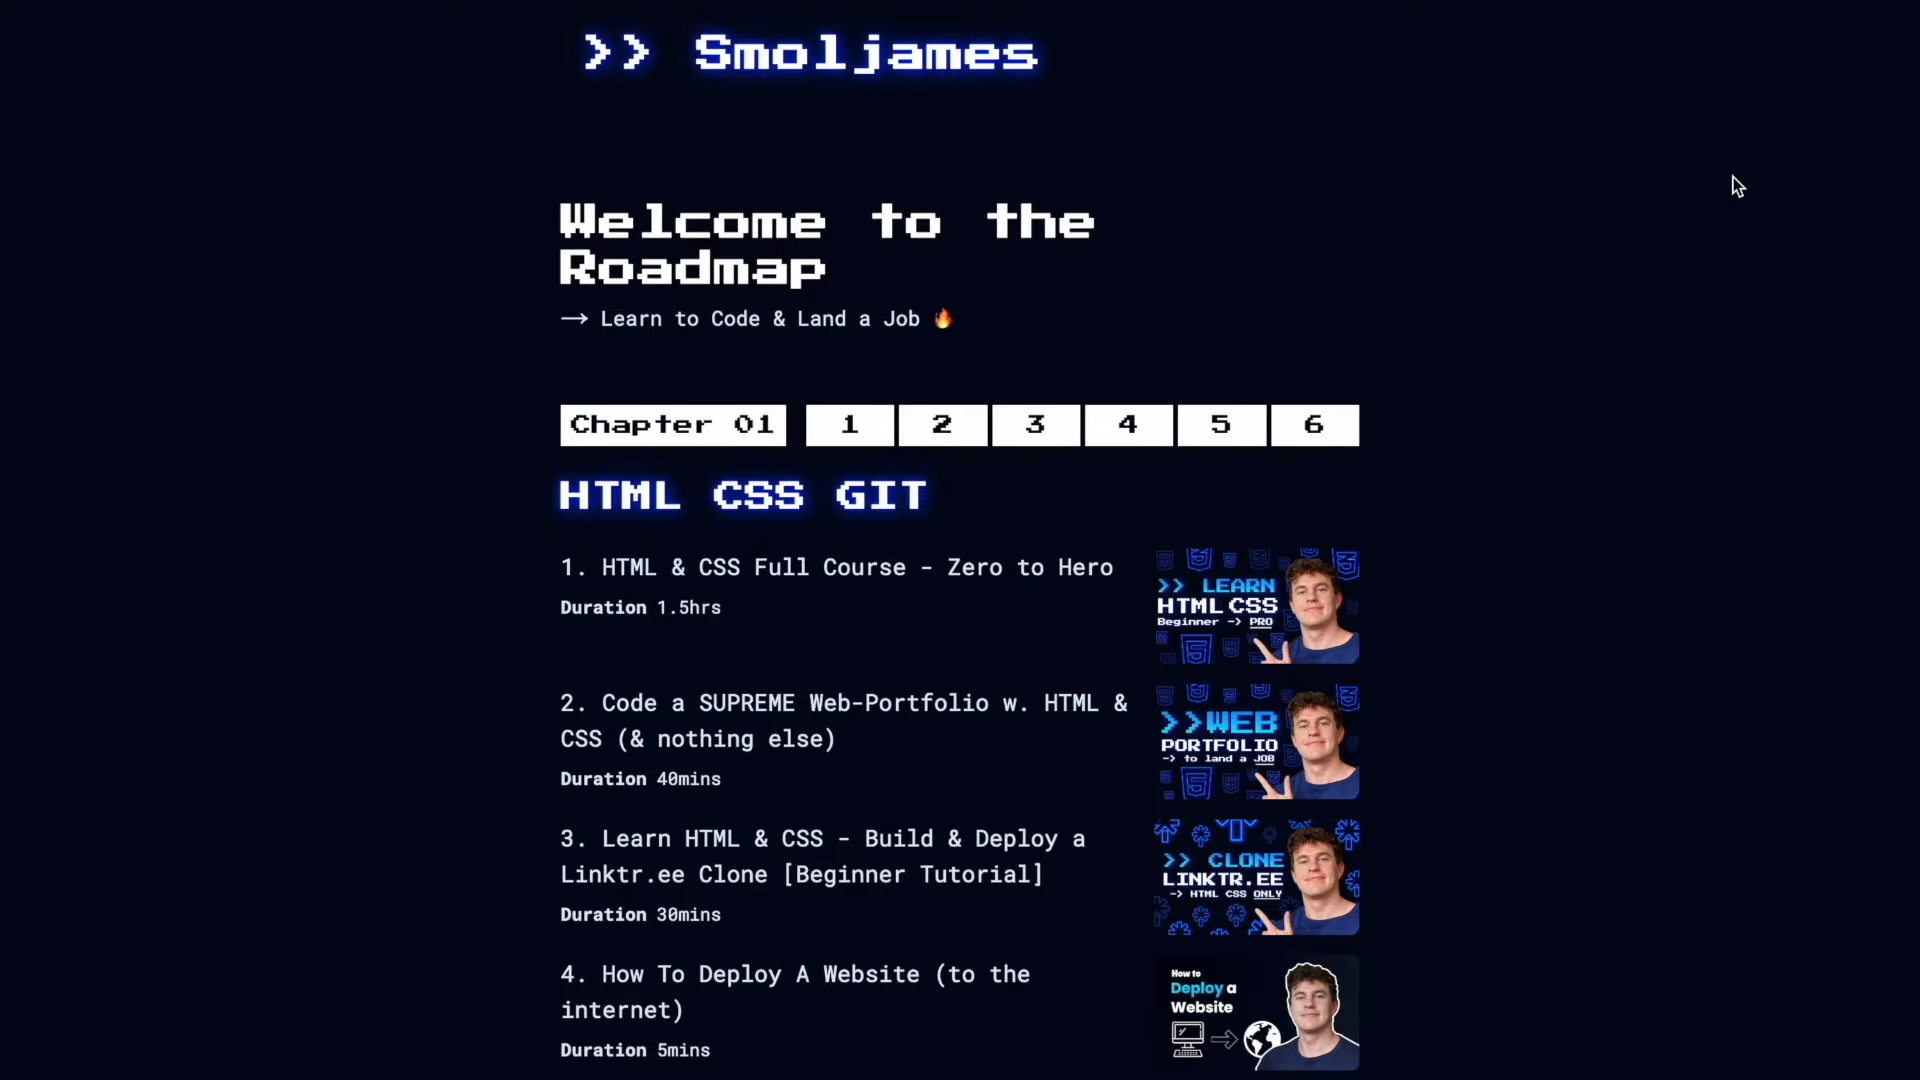 >> Smoljames
Welcome to the
Roadmap
→ Learn to Code & Land a Job 🔥
Chapter 01 1 2 3 4 5 6
HTML CSS GIT
1. HTML & CSS Full Course - Zero to Hero
Duration 1.5hrs
>> LEARN
HTML CSS
Beginner -> PRO
2. Code a SUPREME Web-Portfolio w. HTML &
CSS (& nothing else)
Duration 40mins
>>WEB
PORTFOLIO
-> to land a JOB
3. Learn HTML & CSS - Build & Deploy a
Linktr.ee Clone [Beginner Tutorial]
Duration 30mins
>> CLONE
LINKTR.EE
-> HTML CSS ONLY
4. How To Deploy A Website (to the
internet)
Duration 5mins
How to
Deploy a
Website